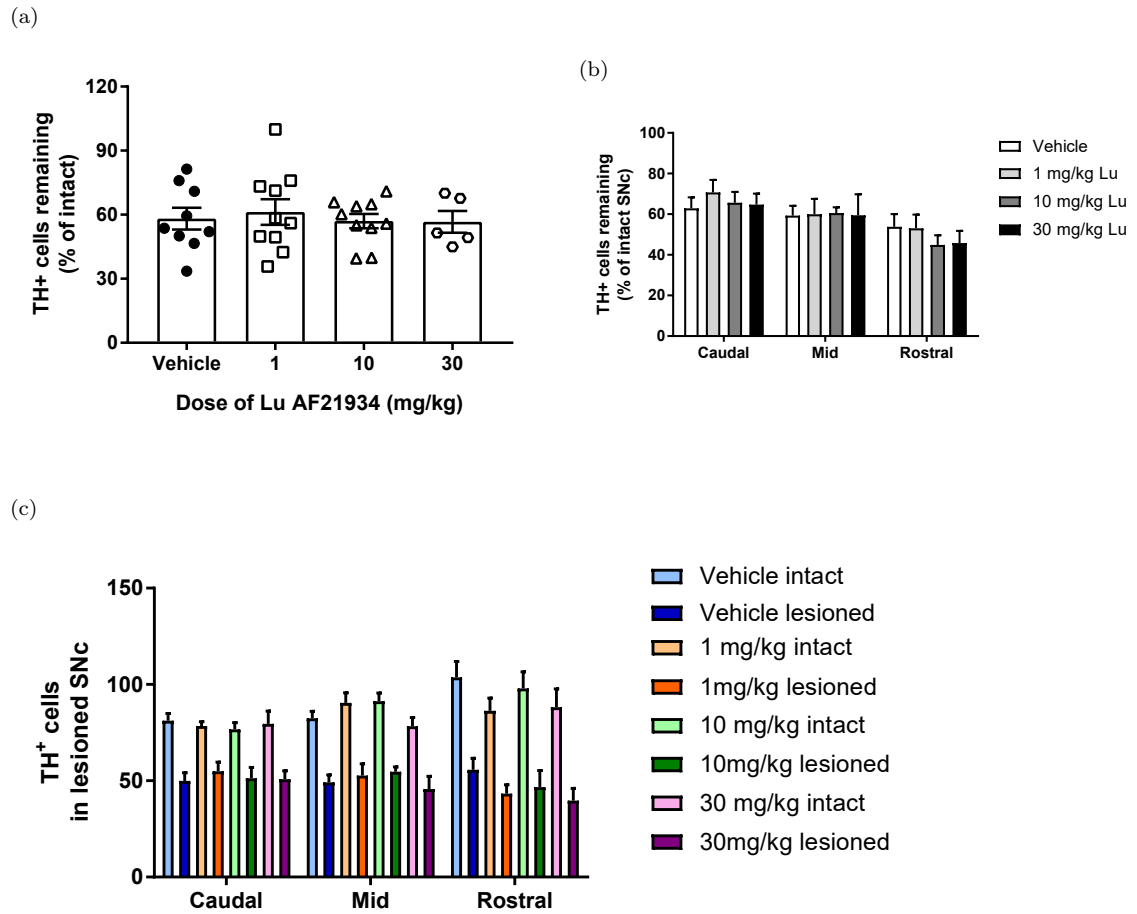 (a)
120
90
60
30
0
TH+ cells remaining
(% of intact)
Vehicle 1 10 30
Dose of Lu AF21934 (mg/kg)
(b)
100
80
60
40
20
0
TH+ cells remaining
(% of intact SNc)
Caudal Mid Rostral
Vehicle
1 mg/kg Lu
10 mg/kg Lu
30 mg/kg Lu
(c)
150
100
50
0
TH⁺ cells
in lesioned SNc
Caudal Mid Rostral
Vehicle intact
Vehicle lesioned
1 mg/kg intact
1mg/kg lesioned
10 mg/kg intact
10mg/kg lesioned
30 mg/kg intact
30mg/kg lesioned